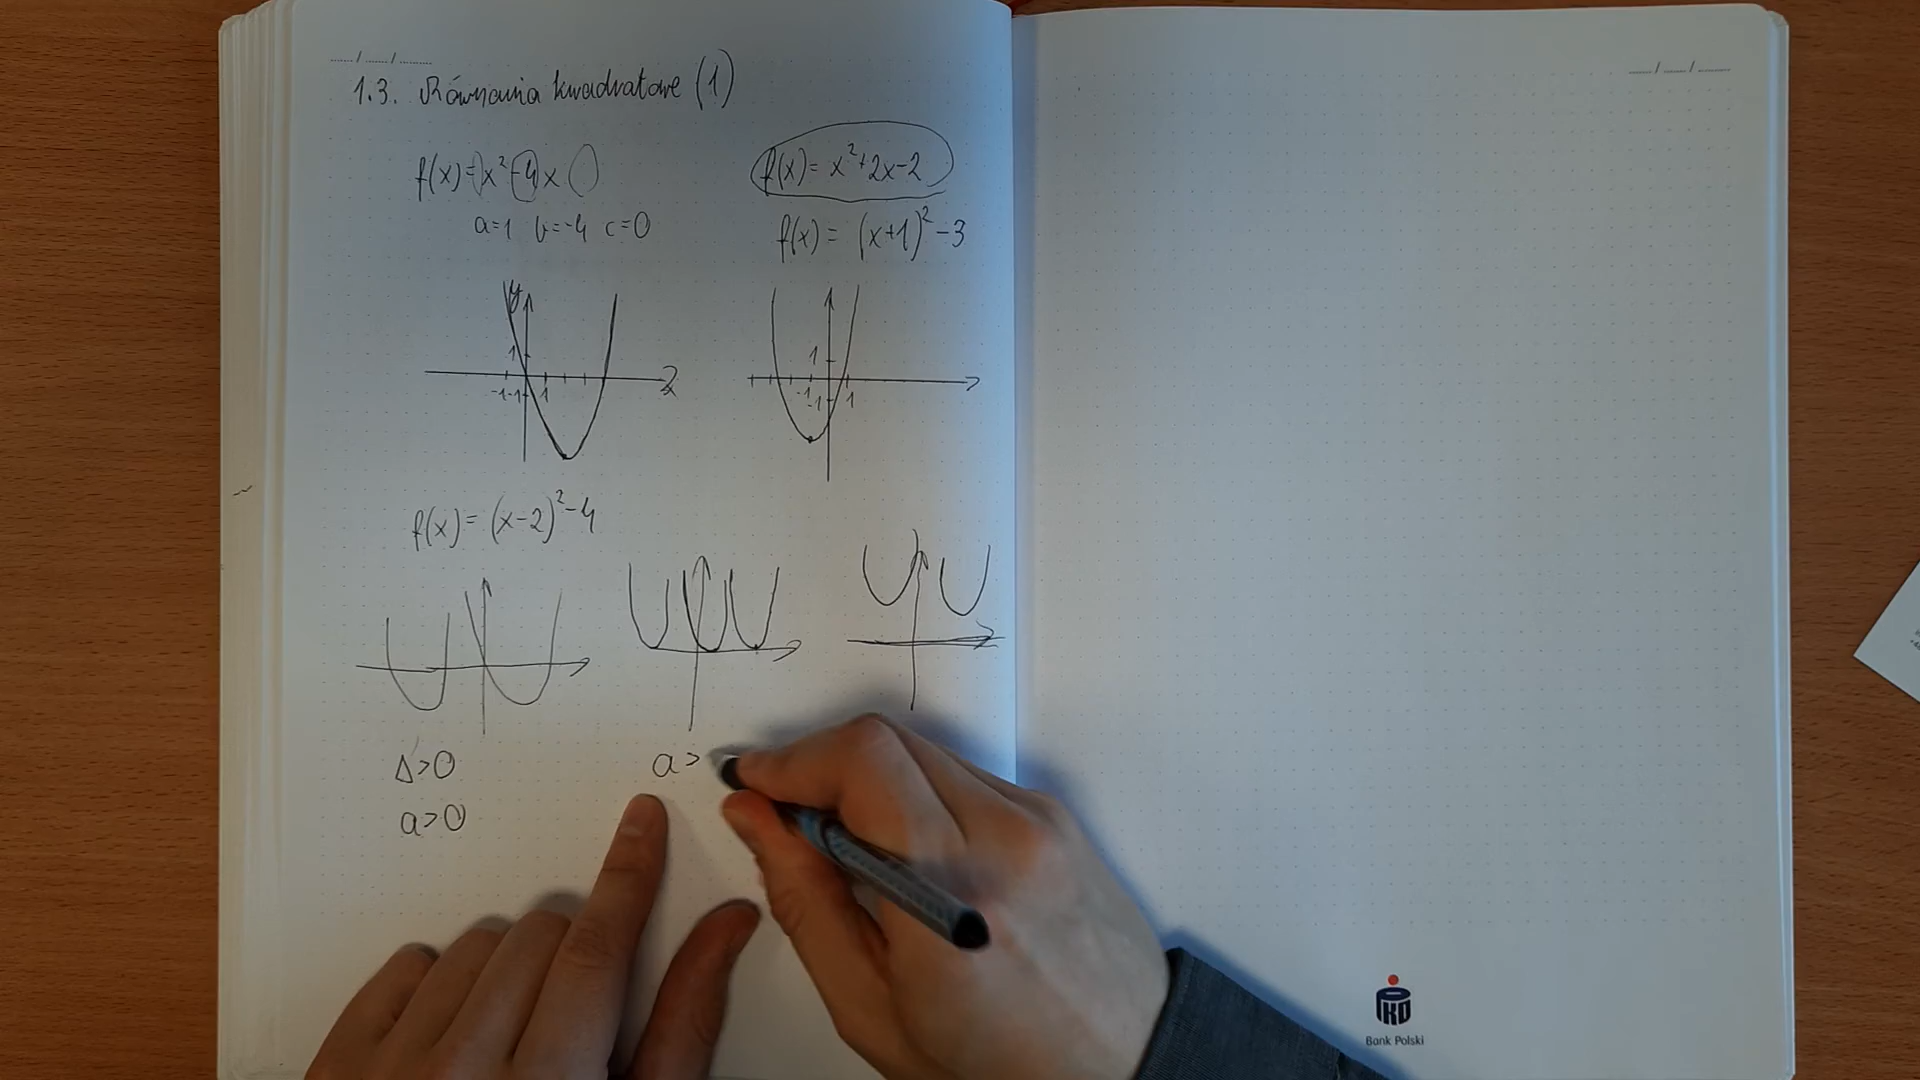 1.3. Równania kwadratowe (1)
f(x)=x²-4x
a=1 b=-4 c=0
f(x)= x²+2x-2
f(x)= (x+1)²-3
y
1
-1 -1 1
x
1
-1 -1 1
f(x)= (x-2)²-4
Δ>0
a>0
a>
PKO
Bank Polski